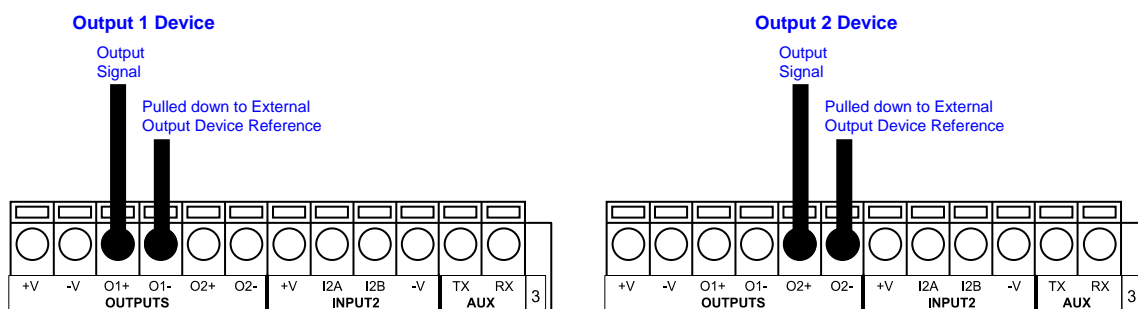 Output 1 Device
Output
Signal
Pulled down to External
Output Device Reference
+V -V O1+ O1- O2+ O2- +V I2A I2B -V TX RX
OUTPUTS INPUT2 AUX 3
Output 2 Device
Output
Signal
Pulled down to External
Output Device Reference
+V -V O1+ O1- O2+ O2- +V I2A I2B -V TX RX
OUTPUTS INPUT2 AUX 3